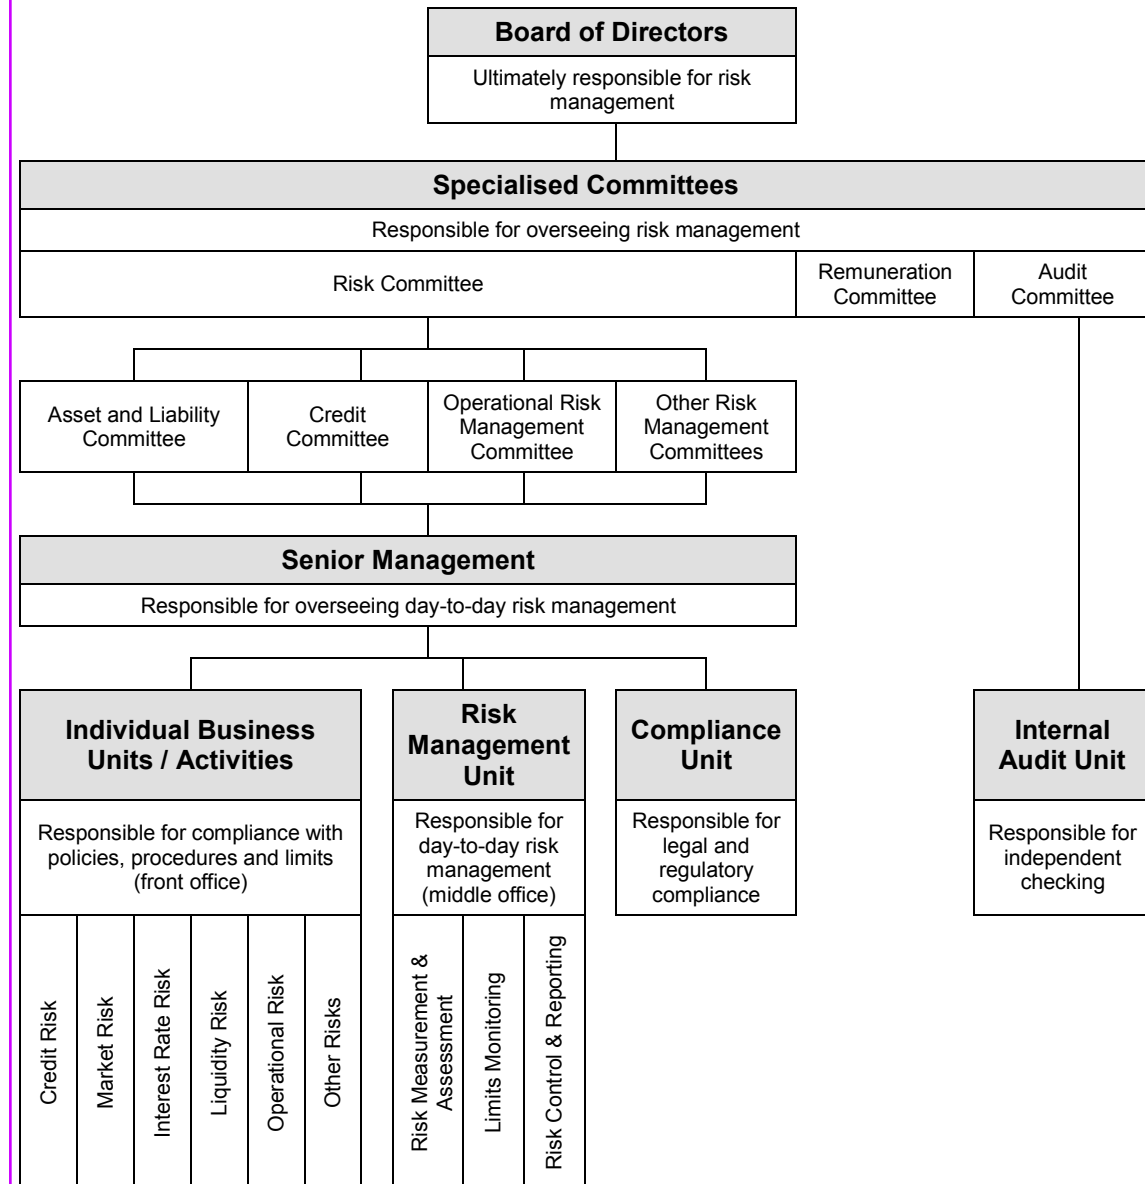 Board of Directors
Ultimately responsible for risk
management
Specialised Committees
Responsible for overseeing risk management
Risk Committee
Remuneration
Committee
Audit
Committee
Asset and Liability
Committee
Credit
Committee
Operational Risk
Management
Committee
Other Risk
Management
Committees
Senior Management
Responsible for overseeing day-to-day risk management
Individual Business
Units / Activities
Responsible for compliance with
policies, procedures and limits
(front office)
Credit Risk
Market Risk
Interest Rate Risk
Liquidity Risk
Operational Risk
Other Risks
Risk
Management
Unit
Responsible for
day-to-day risk
management
(middle office)
Risk Measurement &
Assessment
Limits Monitoring
Risk Control & Reporting
Compliance
Unit
Responsible for
legal and
regulatory
compliance
Internal
Audit Unit
Responsible for
independent
checking